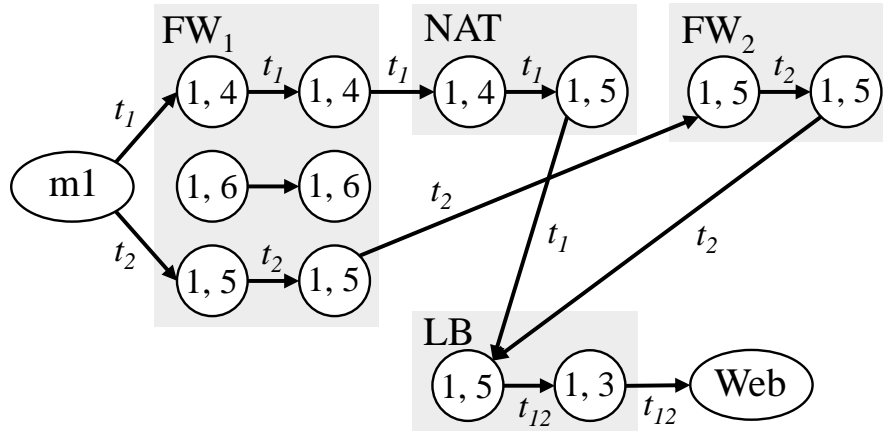 FW1 NAT FW2
t1 t1 t1 t2
1, 4 1, 4 1, 4 1, 5 1, 5 1, 5
t1
m1 1, 6 1, 6 t2
t2 t2 t1 t2
1, 5 1, 5
LB
1, 5 1, 3 Web
t12 t12